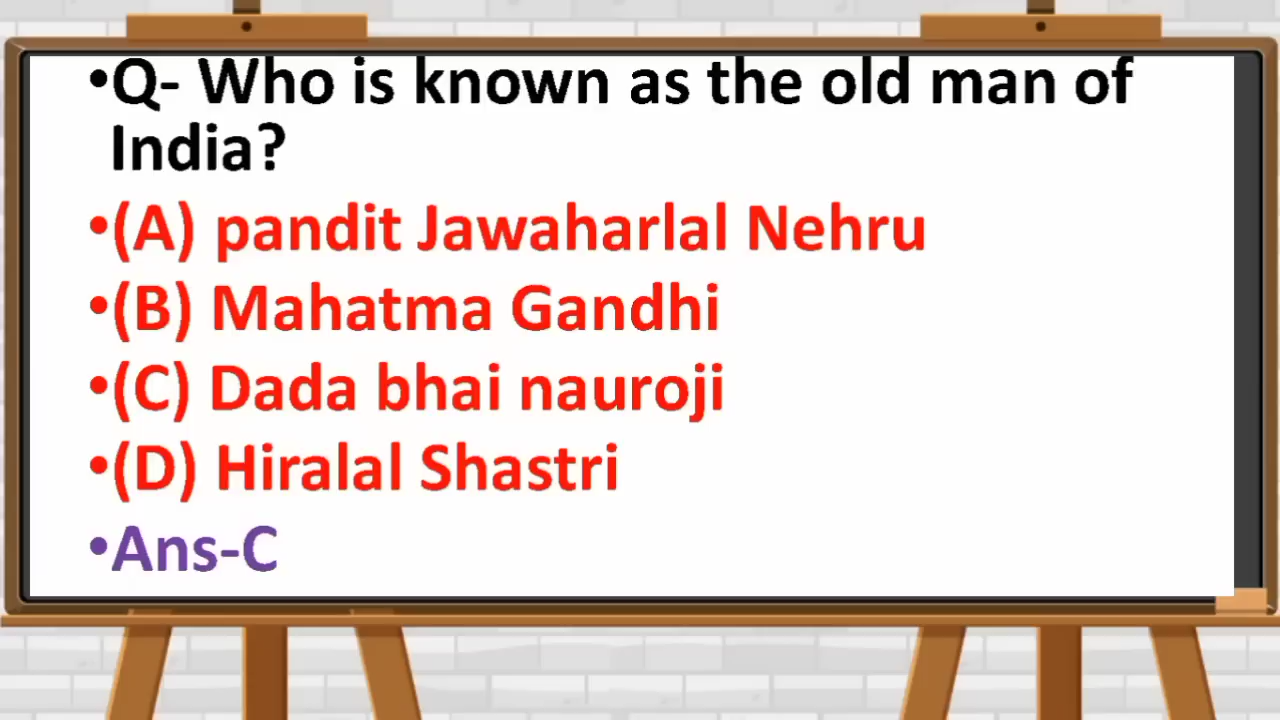 •Q- Who is known as the old man of
India?
•(A) pandit Jawaharlal Nehru
•(B) Mahatma Gandhi
•(C) Dada bhai nauroji
•(D) Hiralal Shastri
•Ans-C